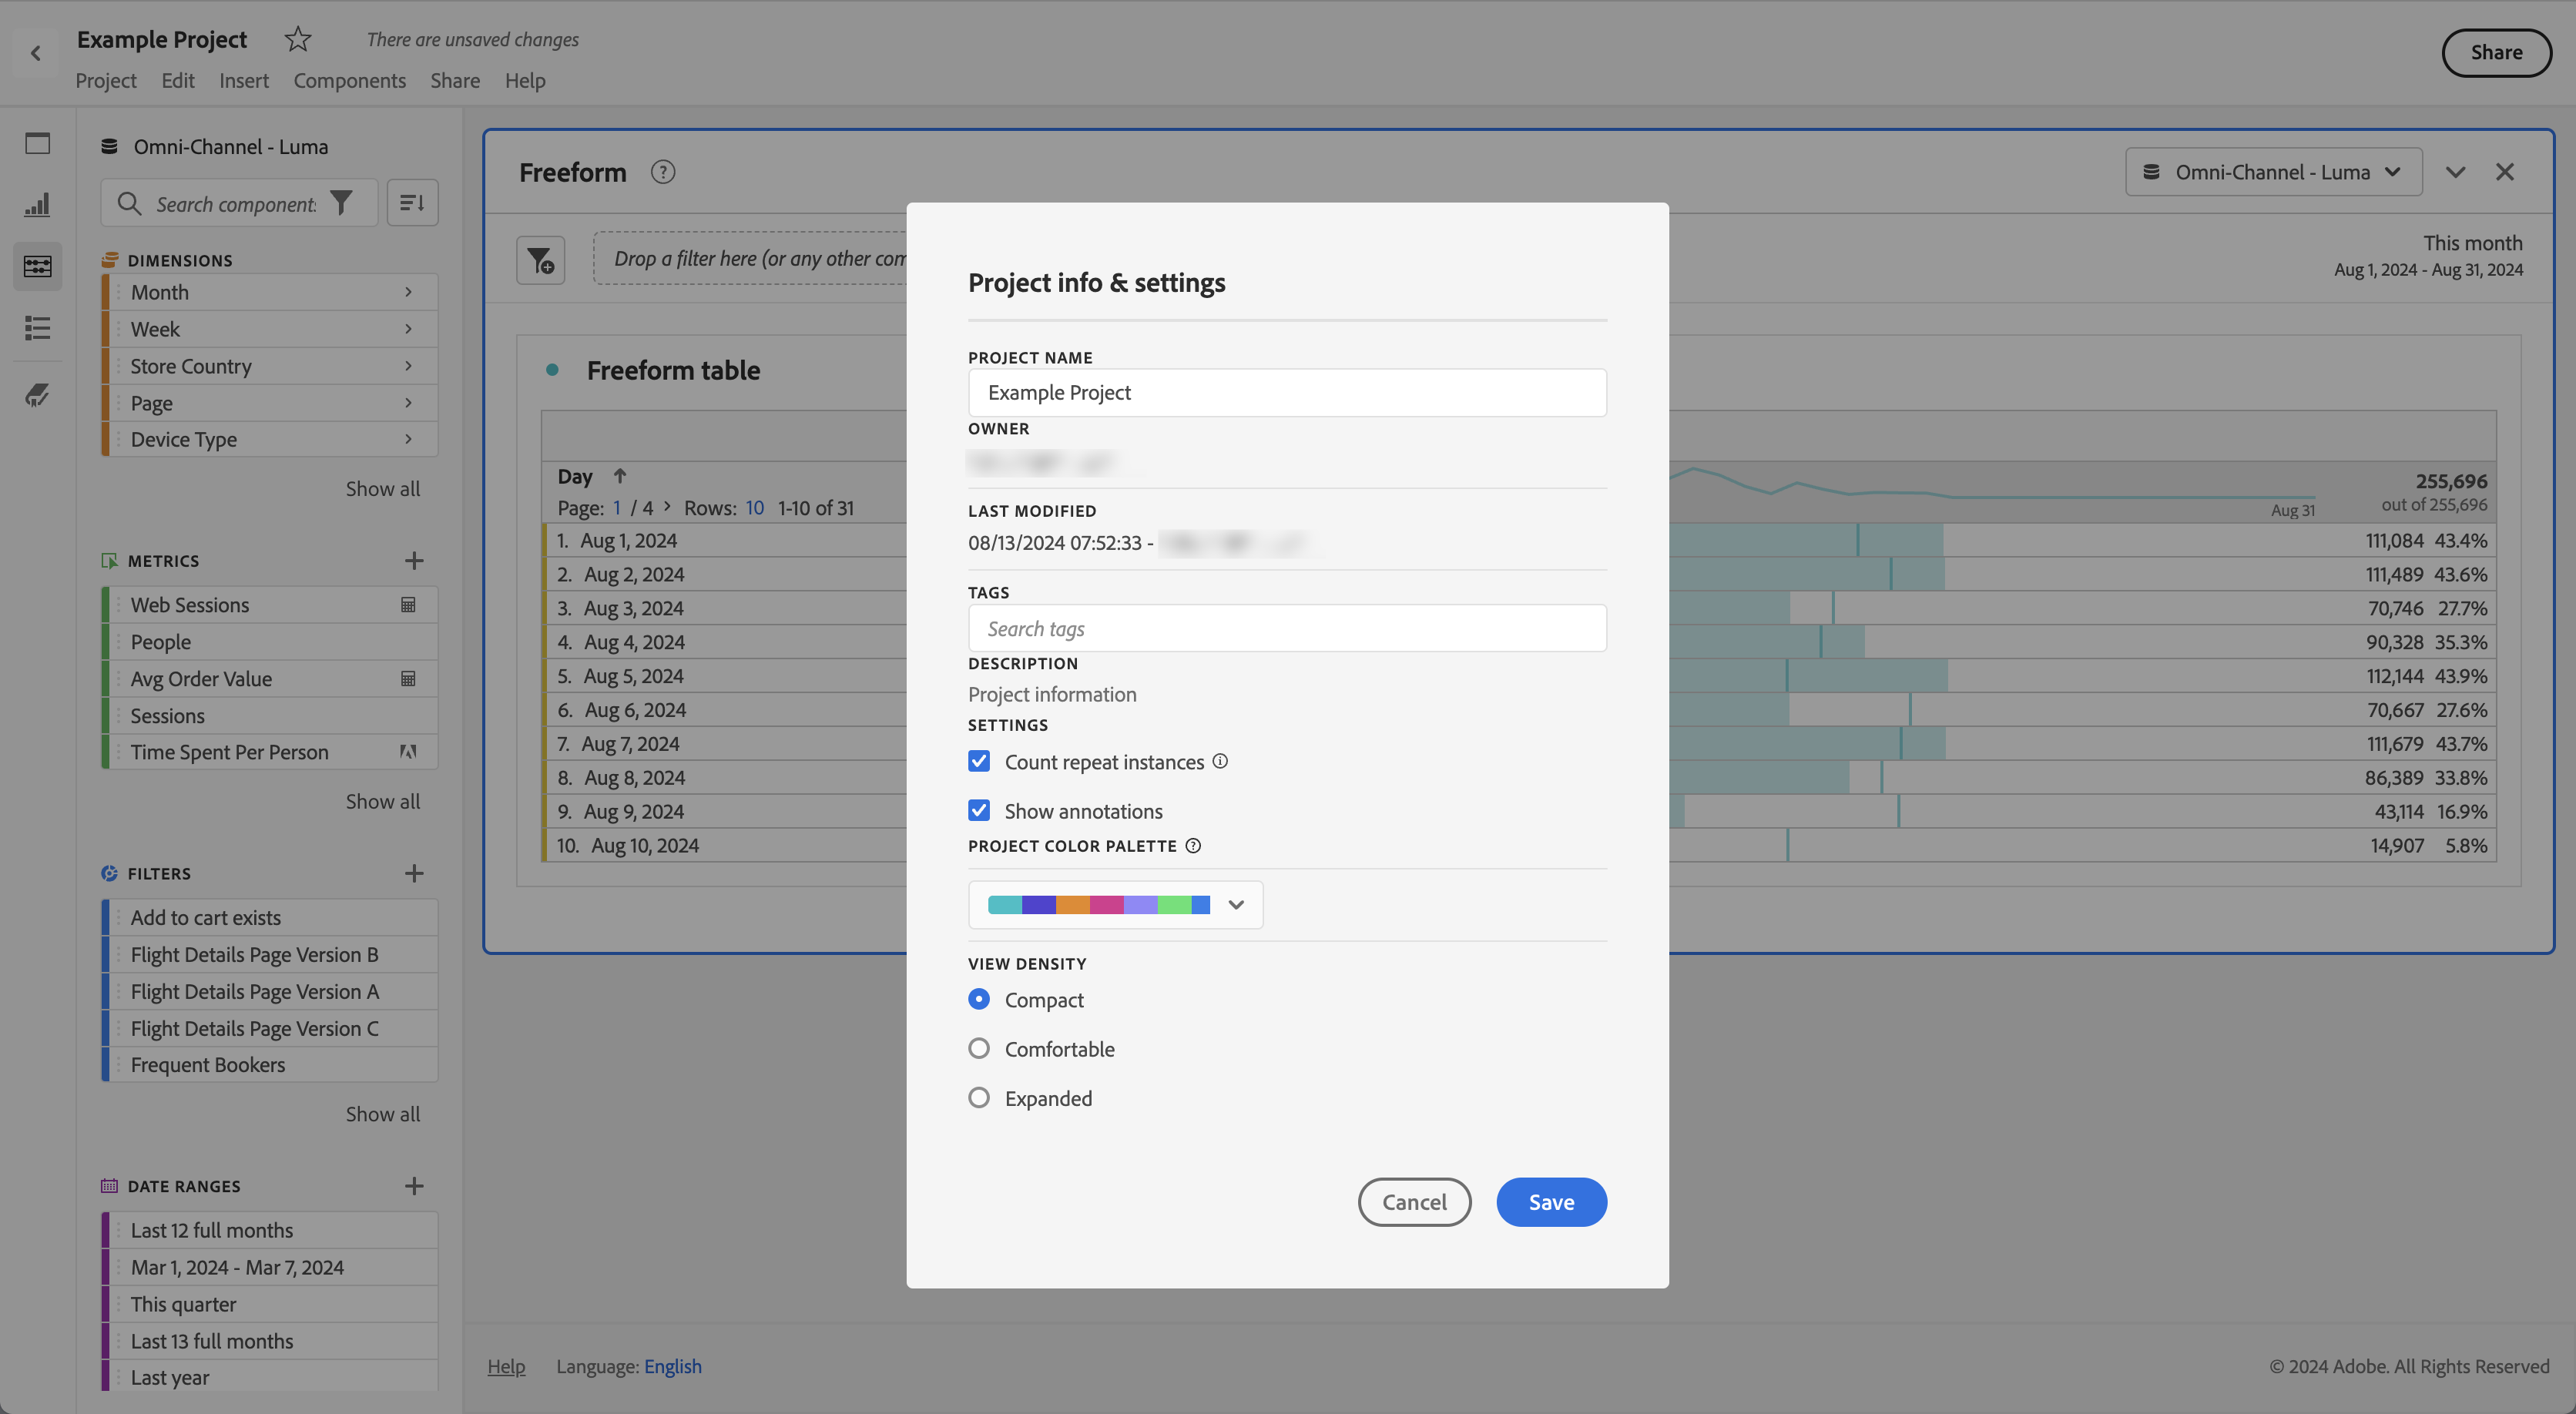 Example Project
There are unsaved changes
Share
Project Edit Insert Components Share Help
Omni-Channel - Luma
Search component
DIMENSIONS
Month
Week
Store Country
Page
Device Type
Show all
METRICS
Web Sessions
People
Avg Order Value
Sessions
Time Spent Per Person
Show all
FILTERS
Add to cart exists
Flight Details Page Version B
Flight Details Page Version A
Flight Details Page Version C
Frequent Bookers
Show all
DATE RANGES
Last 12 full months
Mar 1, 2024 - Mar 7, 2024
This quarter
Last 13 full months
Last year
Freeform
Omni-Channel - Luma
Drop a filter here (or any other com
This month
Aug 1, 2024 - Aug 31, 2024
Freeform table
Day
Page: 1 / 4 > Rows: 10 1-10 of 31
Aug 31
255,696
out of 255,696
1. Aug 1, 2024 111,084 43.4%
2. Aug 2, 2024 111,489 43.6%
3. Aug 3, 2024 70,746 27.7%
4. Aug 4, 2024 90,328 35.3%
5. Aug 5, 2024 112,144 43.9%
6. Aug 6, 2024 70,667 27.6%
7. Aug 7, 2024 111,679 43.7%
8. Aug 8, 2024 86,389 33.8%
9. Aug 9, 2024 43,114 16.9%
10. Aug 10, 2024 14,907 5.8%
Project info & settings
PROJECT NAME
Example Project
OWNER
LAST MODIFIED
08/13/2024 07:52:33 -
TAGS
Search tags
DESCRIPTION
Project information
SETTINGS
Count repeat instances
Show annotations
PROJECT COLOR PALETTE
VIEW DENSITY
Compact
Comfortable
Expanded
Cancel Save
Help Language: English
© 2024 Adobe. All Rights Reserved